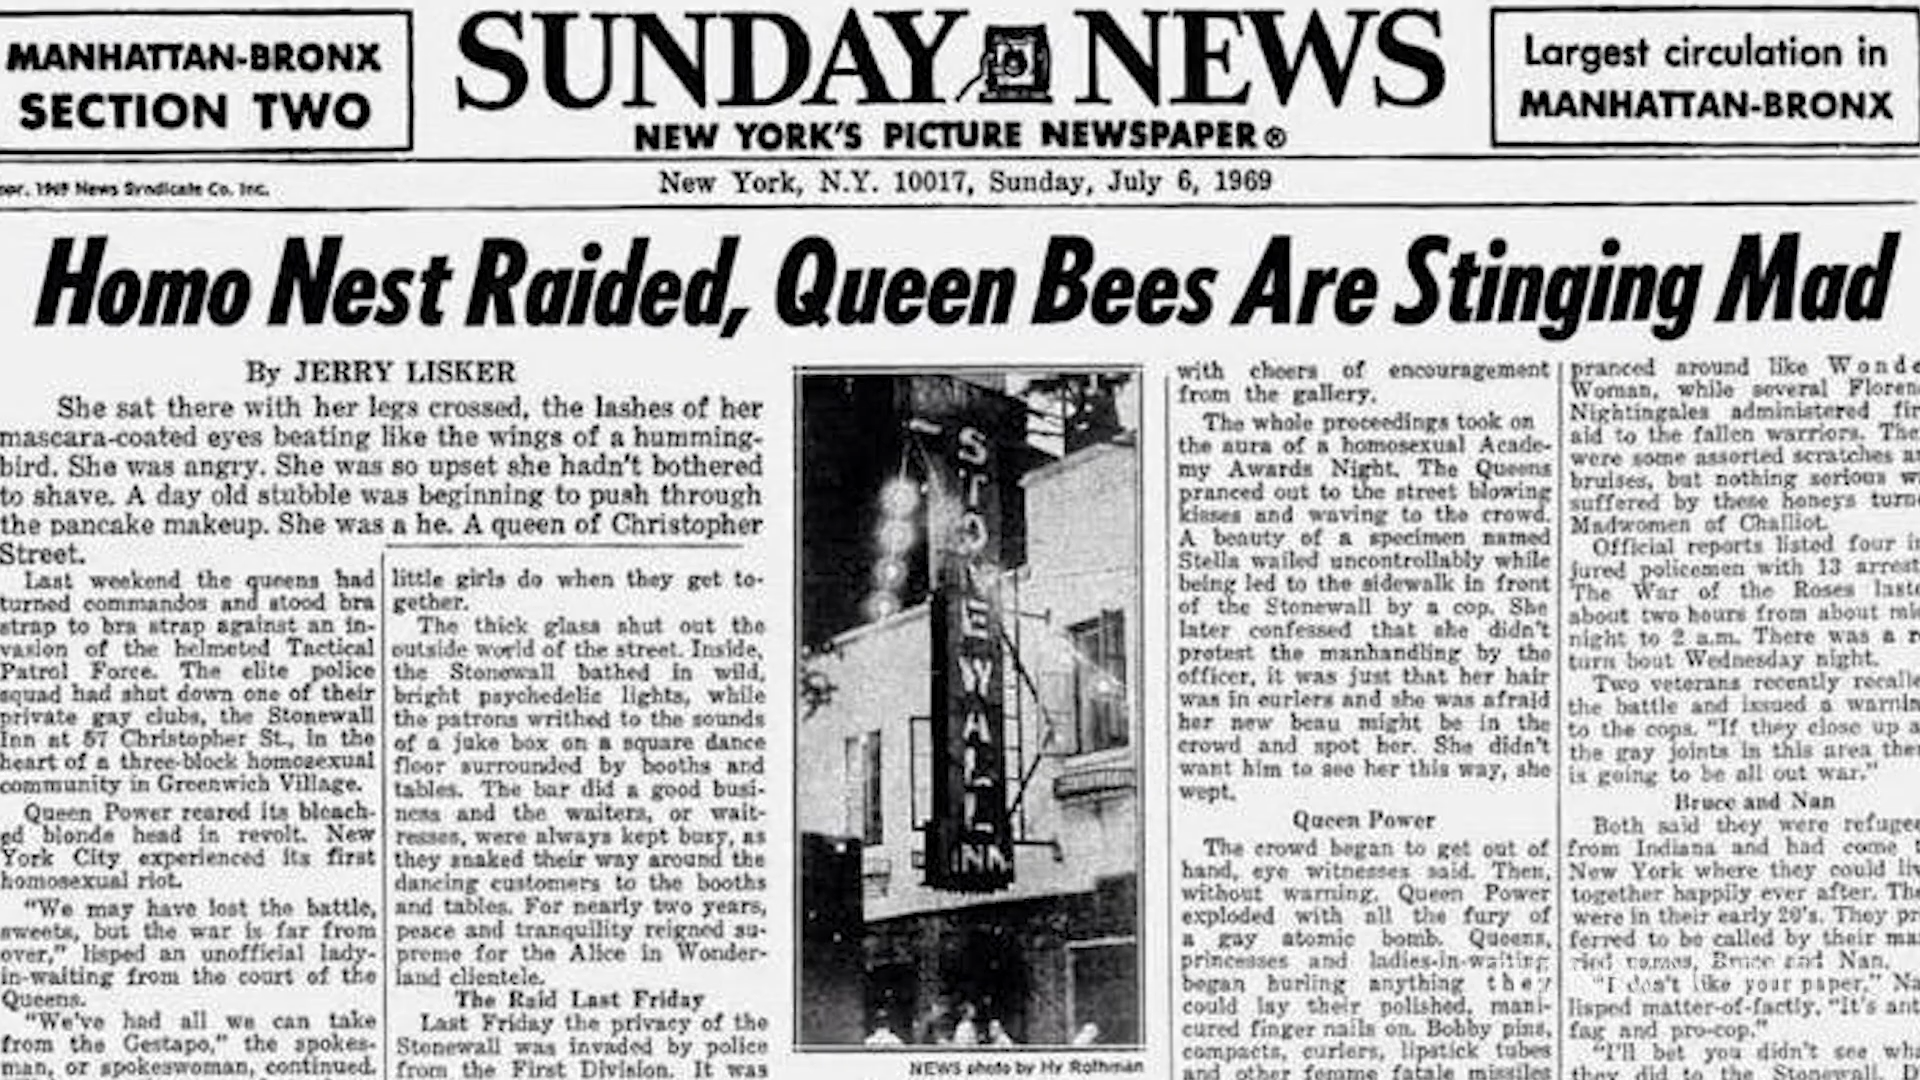 MANHATTAN-BRONX
SECTION TWO
SUNDAY NEWS
NEW YORK'S PICTURE NEWSPAPER®
Largest circulation in
MANHATTAN-BRONX
1969 News Syndicate Co. Inc.
New York, N.Y. 10017, Sunday, July 6, 1969
Homo Nest Raided, Queen Bees Are Stinging Mad
By JERRY LISKER
She sat there with her legs crossed, the lashes of her
mascara-coated eyes beating like the wings of a humming-
bird. She was angry. She was so upset she hadn't bothered
to shave. A day old stubble was beginning to push through
the pancake makeup. She was a he. A queen of Christopher
Street.
Last weekend the queens had
turned commandos and stood bra
strap to bra strap against an in-
vasion of the helmeted Tactical
Patrol Force. The elite police
squad had shut down one of their
private gay clubs, the Stonewall
Inn at 57 Christopher St., in the
heart of a three-block homosexual
community in Greenwich Village.
Queen Power reared its bleach-
ed blonde head in revolt. New
York City experienced its first
homosexual riot.
"We may have lost the battle,
sweets, but the war is far from
over," lisped an unofficial lady-
in-waiting from the court of the
Queens.
"We've had all we can take
from the Gestapo," the spokes-
man, or spokeswoman, continued.
little girls do when they get to-
gether.
The thick glass shut out the
outside world of the street. Inside,
the Stonewall bathed in wild,
bright psychedelic lights, while
the patrons writhed to the sounds
of a juke box on a square dance
floor surrounded by booths and
tables. The bar did a good busi-
ness and the waiters, or wait-
resses, were always kept busy, as
they snaked their way around the
dancing customers to the booths
and tables. For nearly two years,
peace and tranquility reigned su-
preme for the Alice in Wonder-
land clientele.
The Raid Last Friday
Last Friday the privacy of the
Stonewall was invaded by police
from the First Division. It was
STONEWALL
INN
NEWS photo by Hy Rothman
with cheers of encouragement
from the gallery.
The whole proceedings took on
the aura of a homosexual Acade-
my Awards Night. The Queens
pranced out to the street blowing
kisses and waving to the crowd.
A beauty of a specimen named
Stella wailed uncontrollably while
being led to the sidewalk in front
of the Stonewall by a cop. She
later confessed that she didn't
protest the manhandling by the
officer, it was just that her hair
was in curlers and she was afraid
her new beau might be in the
crowd and spot her. She didn't
want him to see her this way, she
wept.
Queen Power
The crowd began to get out of
hand, eye witnesses said. Then,
without warning, Queen Power
exploded with all the fury of
a gay atomic bomb. Queens,
princesses and ladies-in-waiting
began hurling anything they
could lay their polished, mani-
cured finger nails on. Bobby pins,
compacts, curlers, lipstick tubes
and other femme fatale missiles
pranced around like Wonde
Woman, while several Floren
Nightingales administered fir
aid to the fallen warriors. The
were some assorted scratches an
bruises, but nothing serious w
suffered by these honeys turne
Madwomen of Chaillot.
Official reports listed four in
jured policemen with 13 arrest
The War of the Roses laste
about two hours from about mid
night to 2 a.m. There was a re
turn bout Wednesday night.
Two veterans recently recalle
the battle and issued a warnin
to the cops. "If they close up a
the gay joints in this area ther
is going to be all out war."
Bruce and Nan
Both said they were refugee
from Indiana and had come t
New York where they could liv
together happily ever after. The
were in their early 20's. They pre
ferred to be called by their mar
ried names, Bruce and Nan.
"I don't like your paper," Na
lisped matter-of-factly. "It's anti
fag and pro-cop."
"I'll bet you didn't see wha
they did to the Stonewall. D